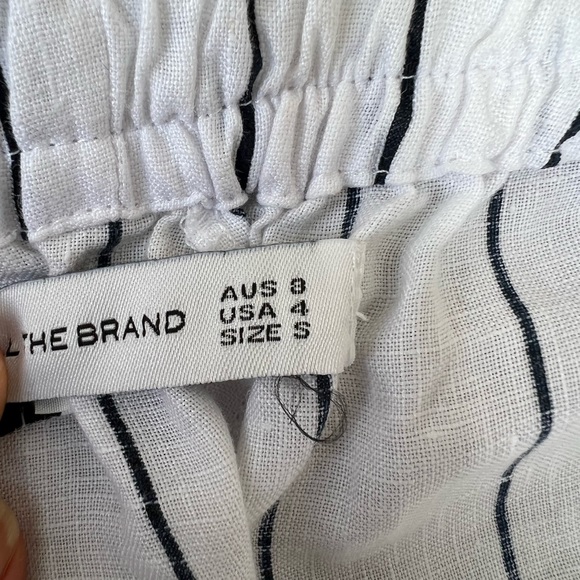 THE BRAND
AUS 8
USA 4
SIZE S